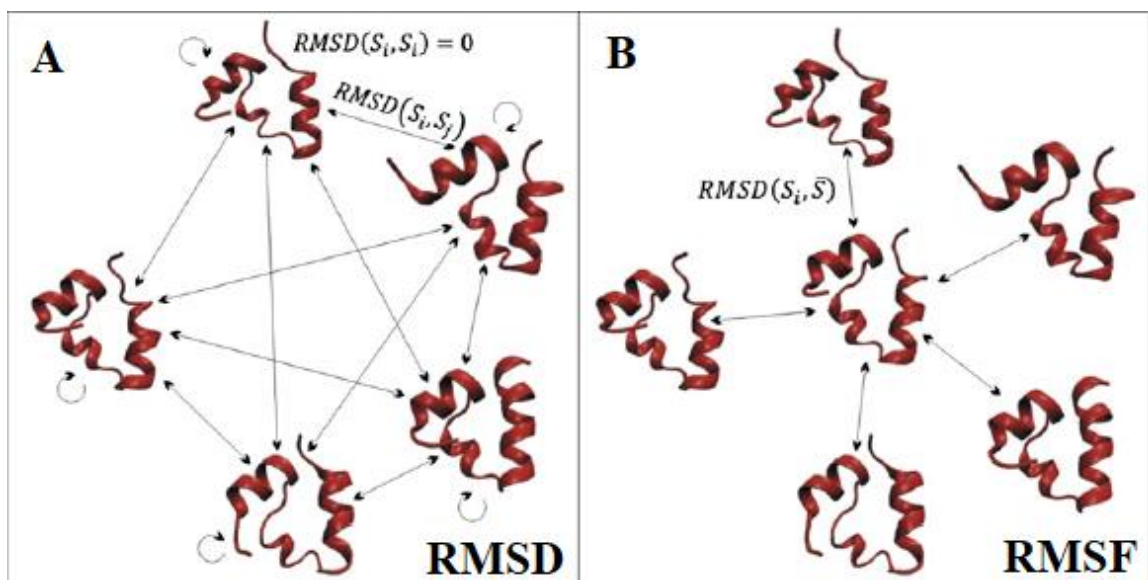 A
RMSD(S_i, S_i) = 0
RMSD(S_i, S_j)
RMSD
B
RMSD(S_i, S̄)
RMSF